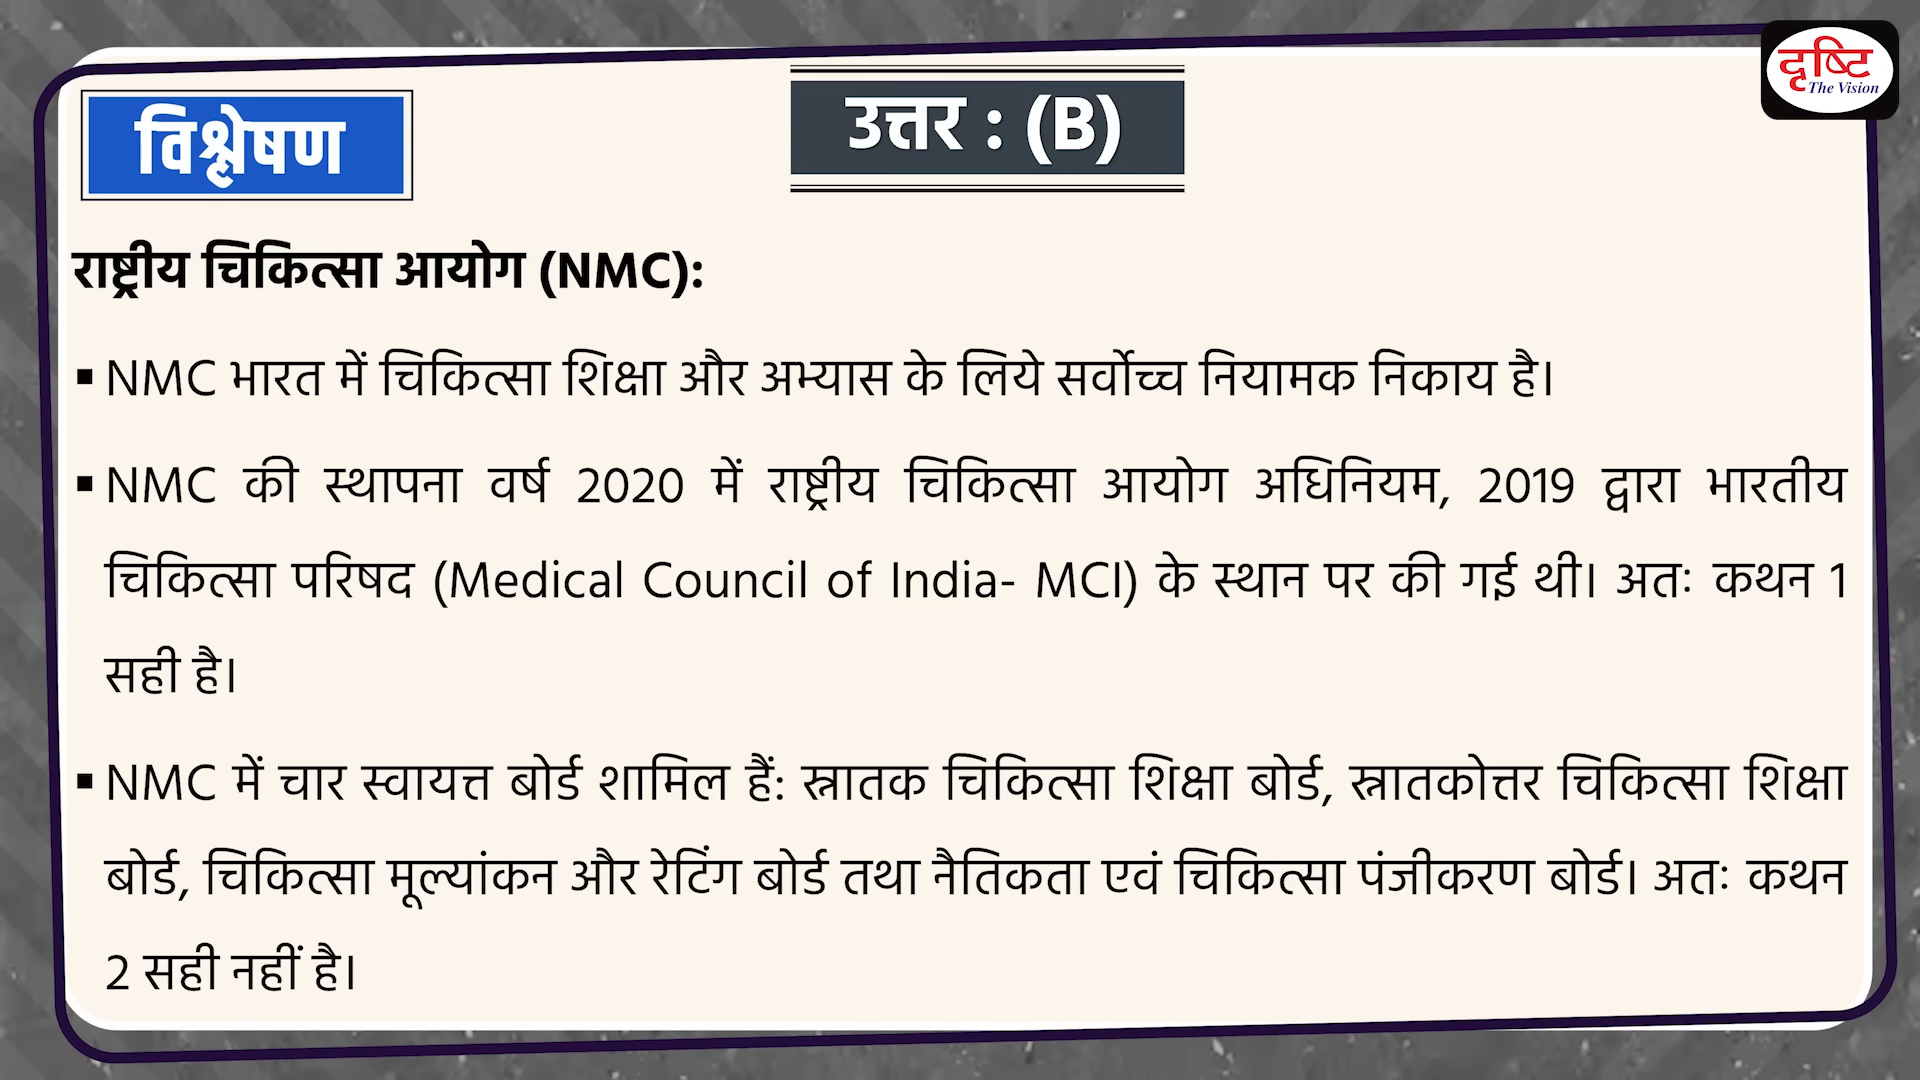 दृष्टि
The Vision
विश्लेषण
उत्तर : (B)
राष्ट्रीय चिकित्सा आयोग (NMC):
▪ NMC भारत में चिकित्सा शिक्षा और अभ्यास के लिये सर्वोच्च नियामक निकाय है।
▪ NMC की स्थापना वर्ष 2020 में राष्ट्रीय चिकित्सा आयोग अधिनियम, 2019 द्वारा भारतीय
चिकित्सा परिषद (Medical Council of India- MCI) के स्थान पर की गई थी। अतः कथन 1
सही है।
▪ NMC में चार स्वायत्त बोर्ड शामिल हैं: स्नातक चिकित्सा शिक्षा बोर्ड, स्नातकोत्तर चिकित्सा शिक्षा
बोर्ड, चिकित्सा मूल्यांकन और रेटिंग बोर्ड तथा नैतिकता एवं चिकित्सा पंजीकरण बोर्ड। अतः कथन
2 सही नहीं है।